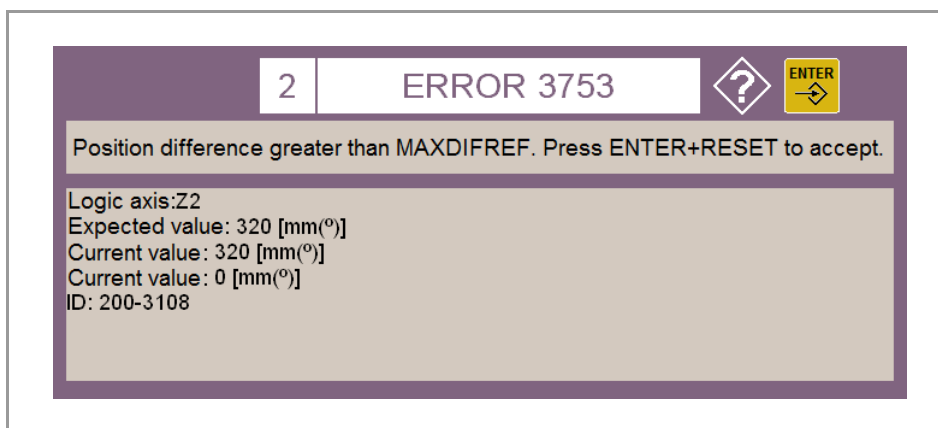 2 ERROR 3753 ? ENTER
Position difference greater than MAXDIFREF. Press ENTER+RESET to accept.
Logic axis:Z2
Expected value: 320 [mm(º)]
Current value: 320 [mm(º)]
Current value: 0 [mm(º)]
ID: 200-3108